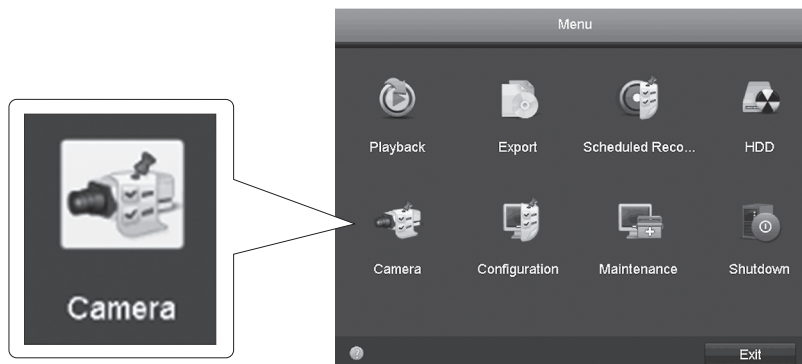 Menu
Playback
Export
Scheduled Reco...
HDD
Camera
Configuration
Maintenance
Shutdown
Exit
Camera